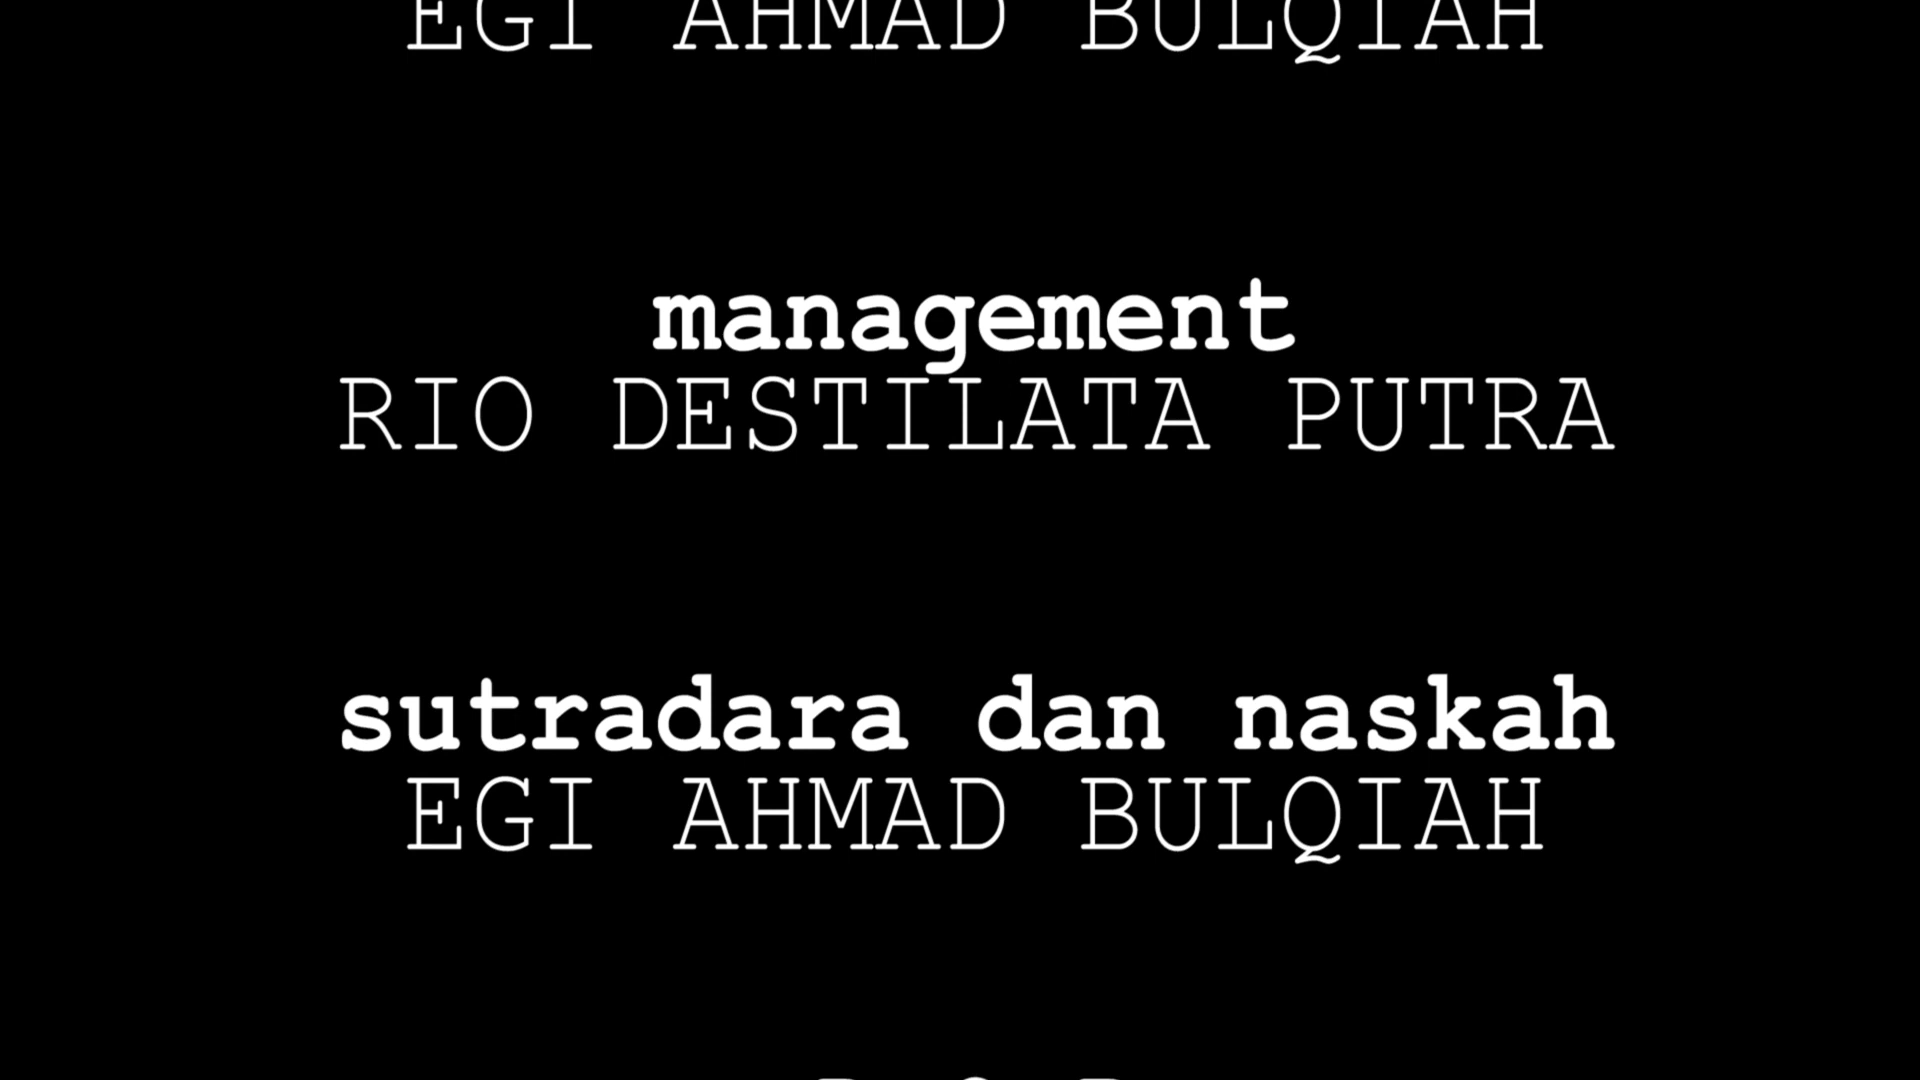 EGI AHMAD BULQIAH
management
RIO DESTILATA PUTRA
sutradara dan naskah
EGI AHMAD BULQIAH